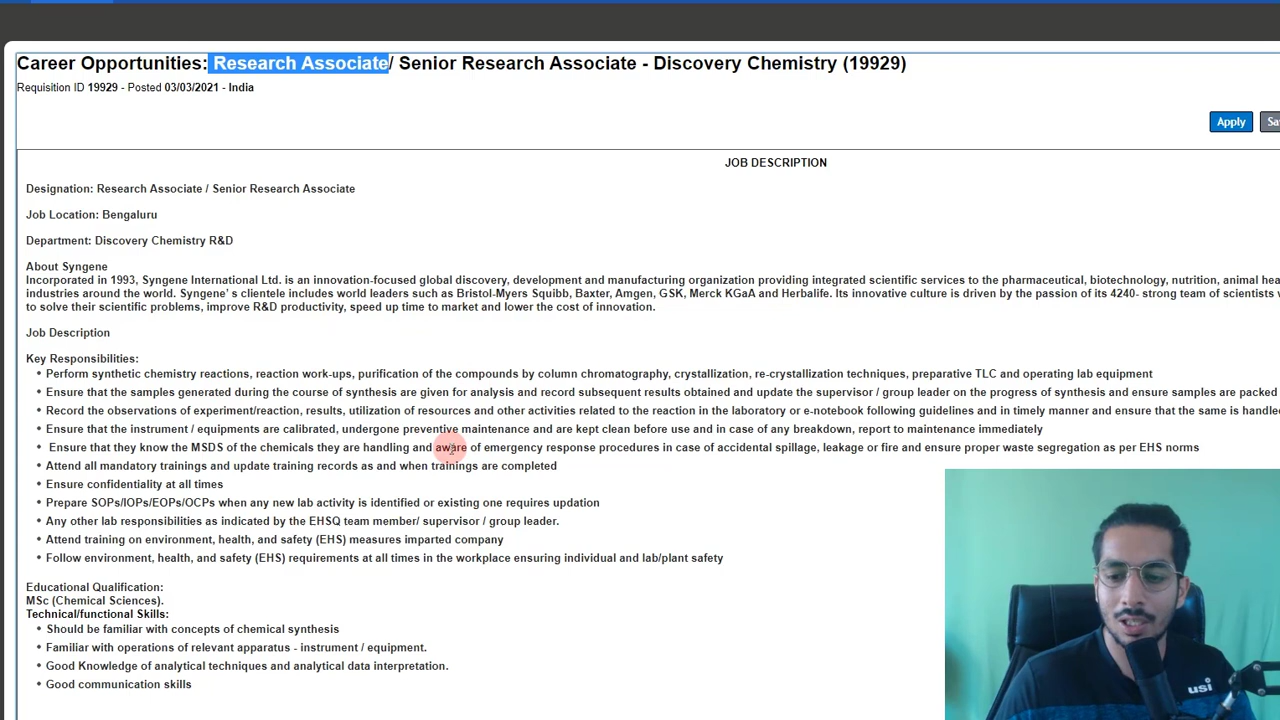 Career Opportunities: Research Associate/ Senior Research Associate - Discovery Chemistry (19929)
Requisition ID 19929 - Posted 03/03/2021 - India
Apply
JOB DESCRIPTION
Designation: Research Associate / Senior Research Associate
Job Location: Bengaluru
Department: Discovery Chemistry R&D
About Syngene
Incorporated in 1993, Syngene International Ltd. is an innovation-focused global discovery, development and manufacturing organization providing integrated scientific services to the pharmaceutical, biotechnology, nutrition, animal
industries around the world. Syngene' s clientele includes world leaders such as Bristol-Myers Squibb, Baxter, Amgen, GSK, Merck KGaA and Herbalife. Its innovative culture is driven by the passion of its 4240- strong team of scientists
to solve their scientific problems, improve R&D productivity, speed up time to market and lower the cost of innovation.
Job Description
Key Responsibilities:
• Perform synthetic chemistry reactions, reaction work-ups, purification of the compounds by column chromatography, crystallization, re-crystallization techniques, preparative TLC and operating lab equipment
• Ensure that the samples generated during the course of synthesis are given for analysis and record subsequent results obtained and update the supervisor / group leader on the progress of synthesis and ensure samples are packed
• Record the observations of experiment/reaction, results, utilization of resources and other activities related to the reaction in the laboratory or e-notebook following guidelines and in timely manner and ensure that the same is
• Ensure that the instrument / equipments are calibrated, undergone preventive maintenance and are kept clean before use and in case of any breakdown, report to maintenance immediately
• Ensure that they know the MSDS of the chemicals they are handling and aware of emergency response procedures in case of accidental spillage, leakage or fire and ensure proper waste segregation as per EHS norms
• Attend all mandatory trainings and update training records as and when trainings are completed
• Ensure confidentiality at all times
• Prepare SOPs/IOPs/EOPs/OCPs when any new lab activity is identified or existing one requires updation
• Any other lab responsibilities as indicated by the EHSQ team member/ supervisor / group leader.
• Attend training on environment, health, and safety (EHS) measures imparted company
• Follow environment, health, and safety (EHS) requirements at all times in the workplace ensuring individual and lab/plant safety
Educational Qualification:
MSc (Chemical Sciences).
Technical/functional Skills:
• Should be familiar with concepts of chemical synthesis
• Familiar with operations of relevant apparatus - instrument / equipment.
• Good Knowledge of analytical techniques and analytical data interpretation.
• Good communication skills
usi